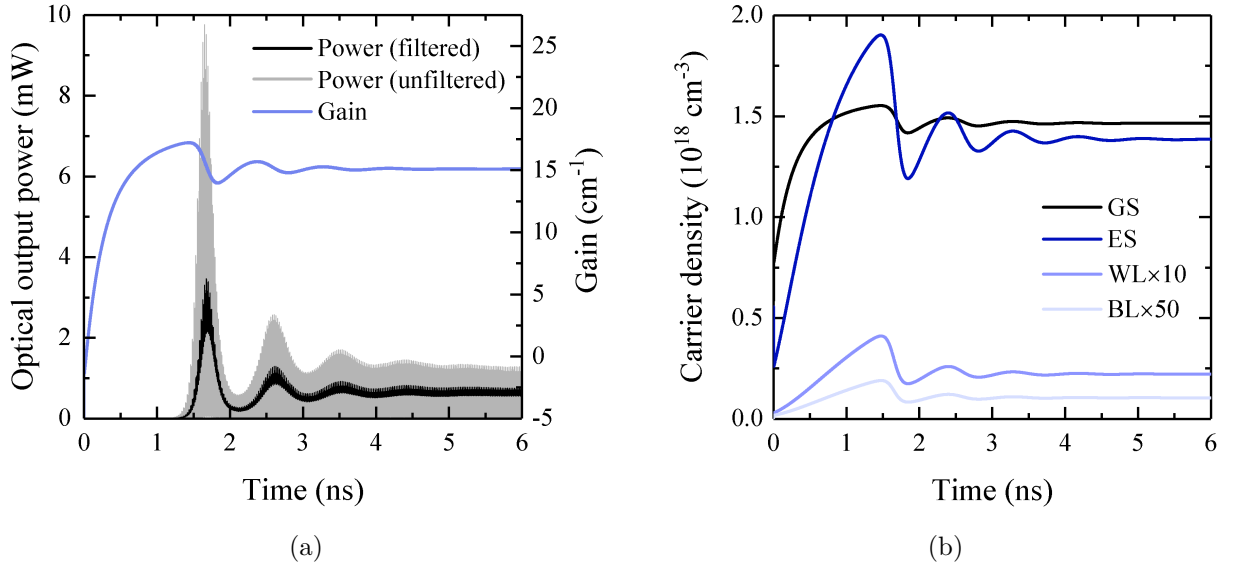 10
8
6
4
2
0
Optical output power (mW)
Power (filtered)
Power (unfiltered)
Gain
25
20
15
10
5
0
-5
Gain (cm-1)
0 1 2 3 4 5 6
Time (ns)
(a)
2.0
1.5
1.0
0.5
0.0
Carrier density (10^18 cm^-3)
GS
ES
WL×10
BL×50
0 1 2 3 4 5 6
Time (ns)
(b)